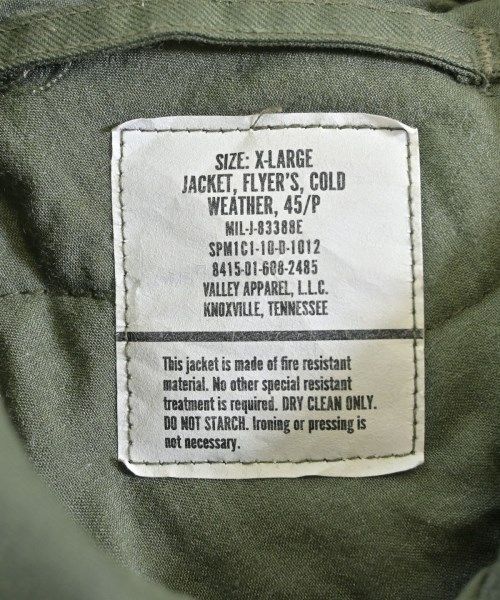 SIZE: X-LARGE
JACKET, FLYER'S, COLD
WEATHER, 45/P
MIL-J-83388E
SPM1C1-10-D-1012
8415-01-608-2485
VALLEY APPAREL, L.L.C.
KNOXVILLE, TENNESSEE
This jacket is made of fire resistant
material. No other special resistant
treatment is required. DRY CLEAN ONLY.
DO NOT STARCH. Ironing or pressing is
not necessary.